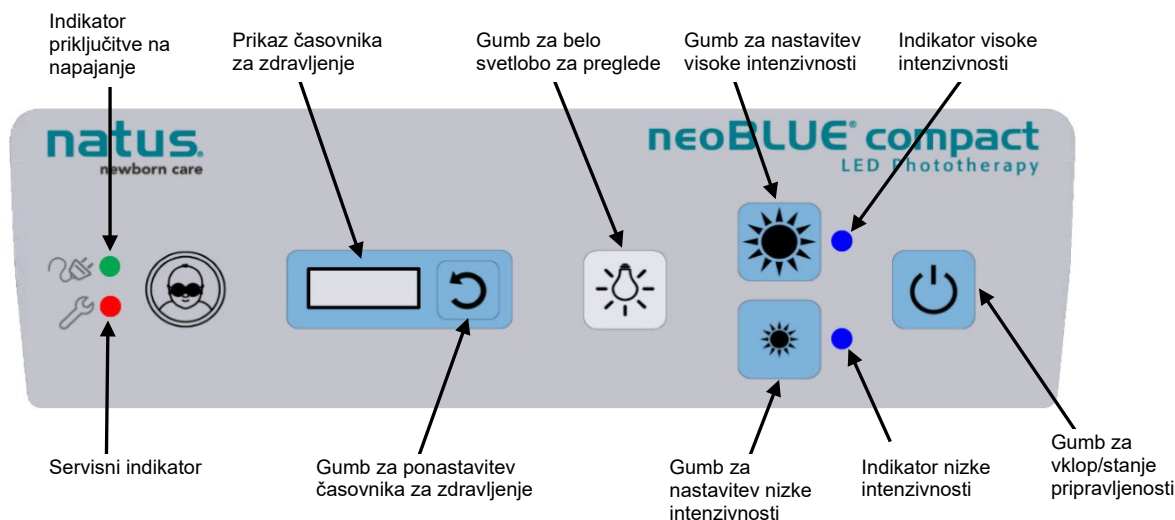 Indikator
priključitve na
napajanje
Prikaz časovnika
za zdravljenje
Gumb za belo
svetlobo za preglede
Gumb za nastavitev
visoke intenzivnosti
Indikator visoke
intenzivnosti
natus.
newborn care
neoBLUE® compact
LED Phototherapy
Servisni indikator
Gumb za ponastavitev
časovnika za zdravljenje
Gumb za
nastavitev nizke
intenzivnosti
Indikator nizke
intenzivnosti
Gumb za
vklop/stanje
pripravljenosti